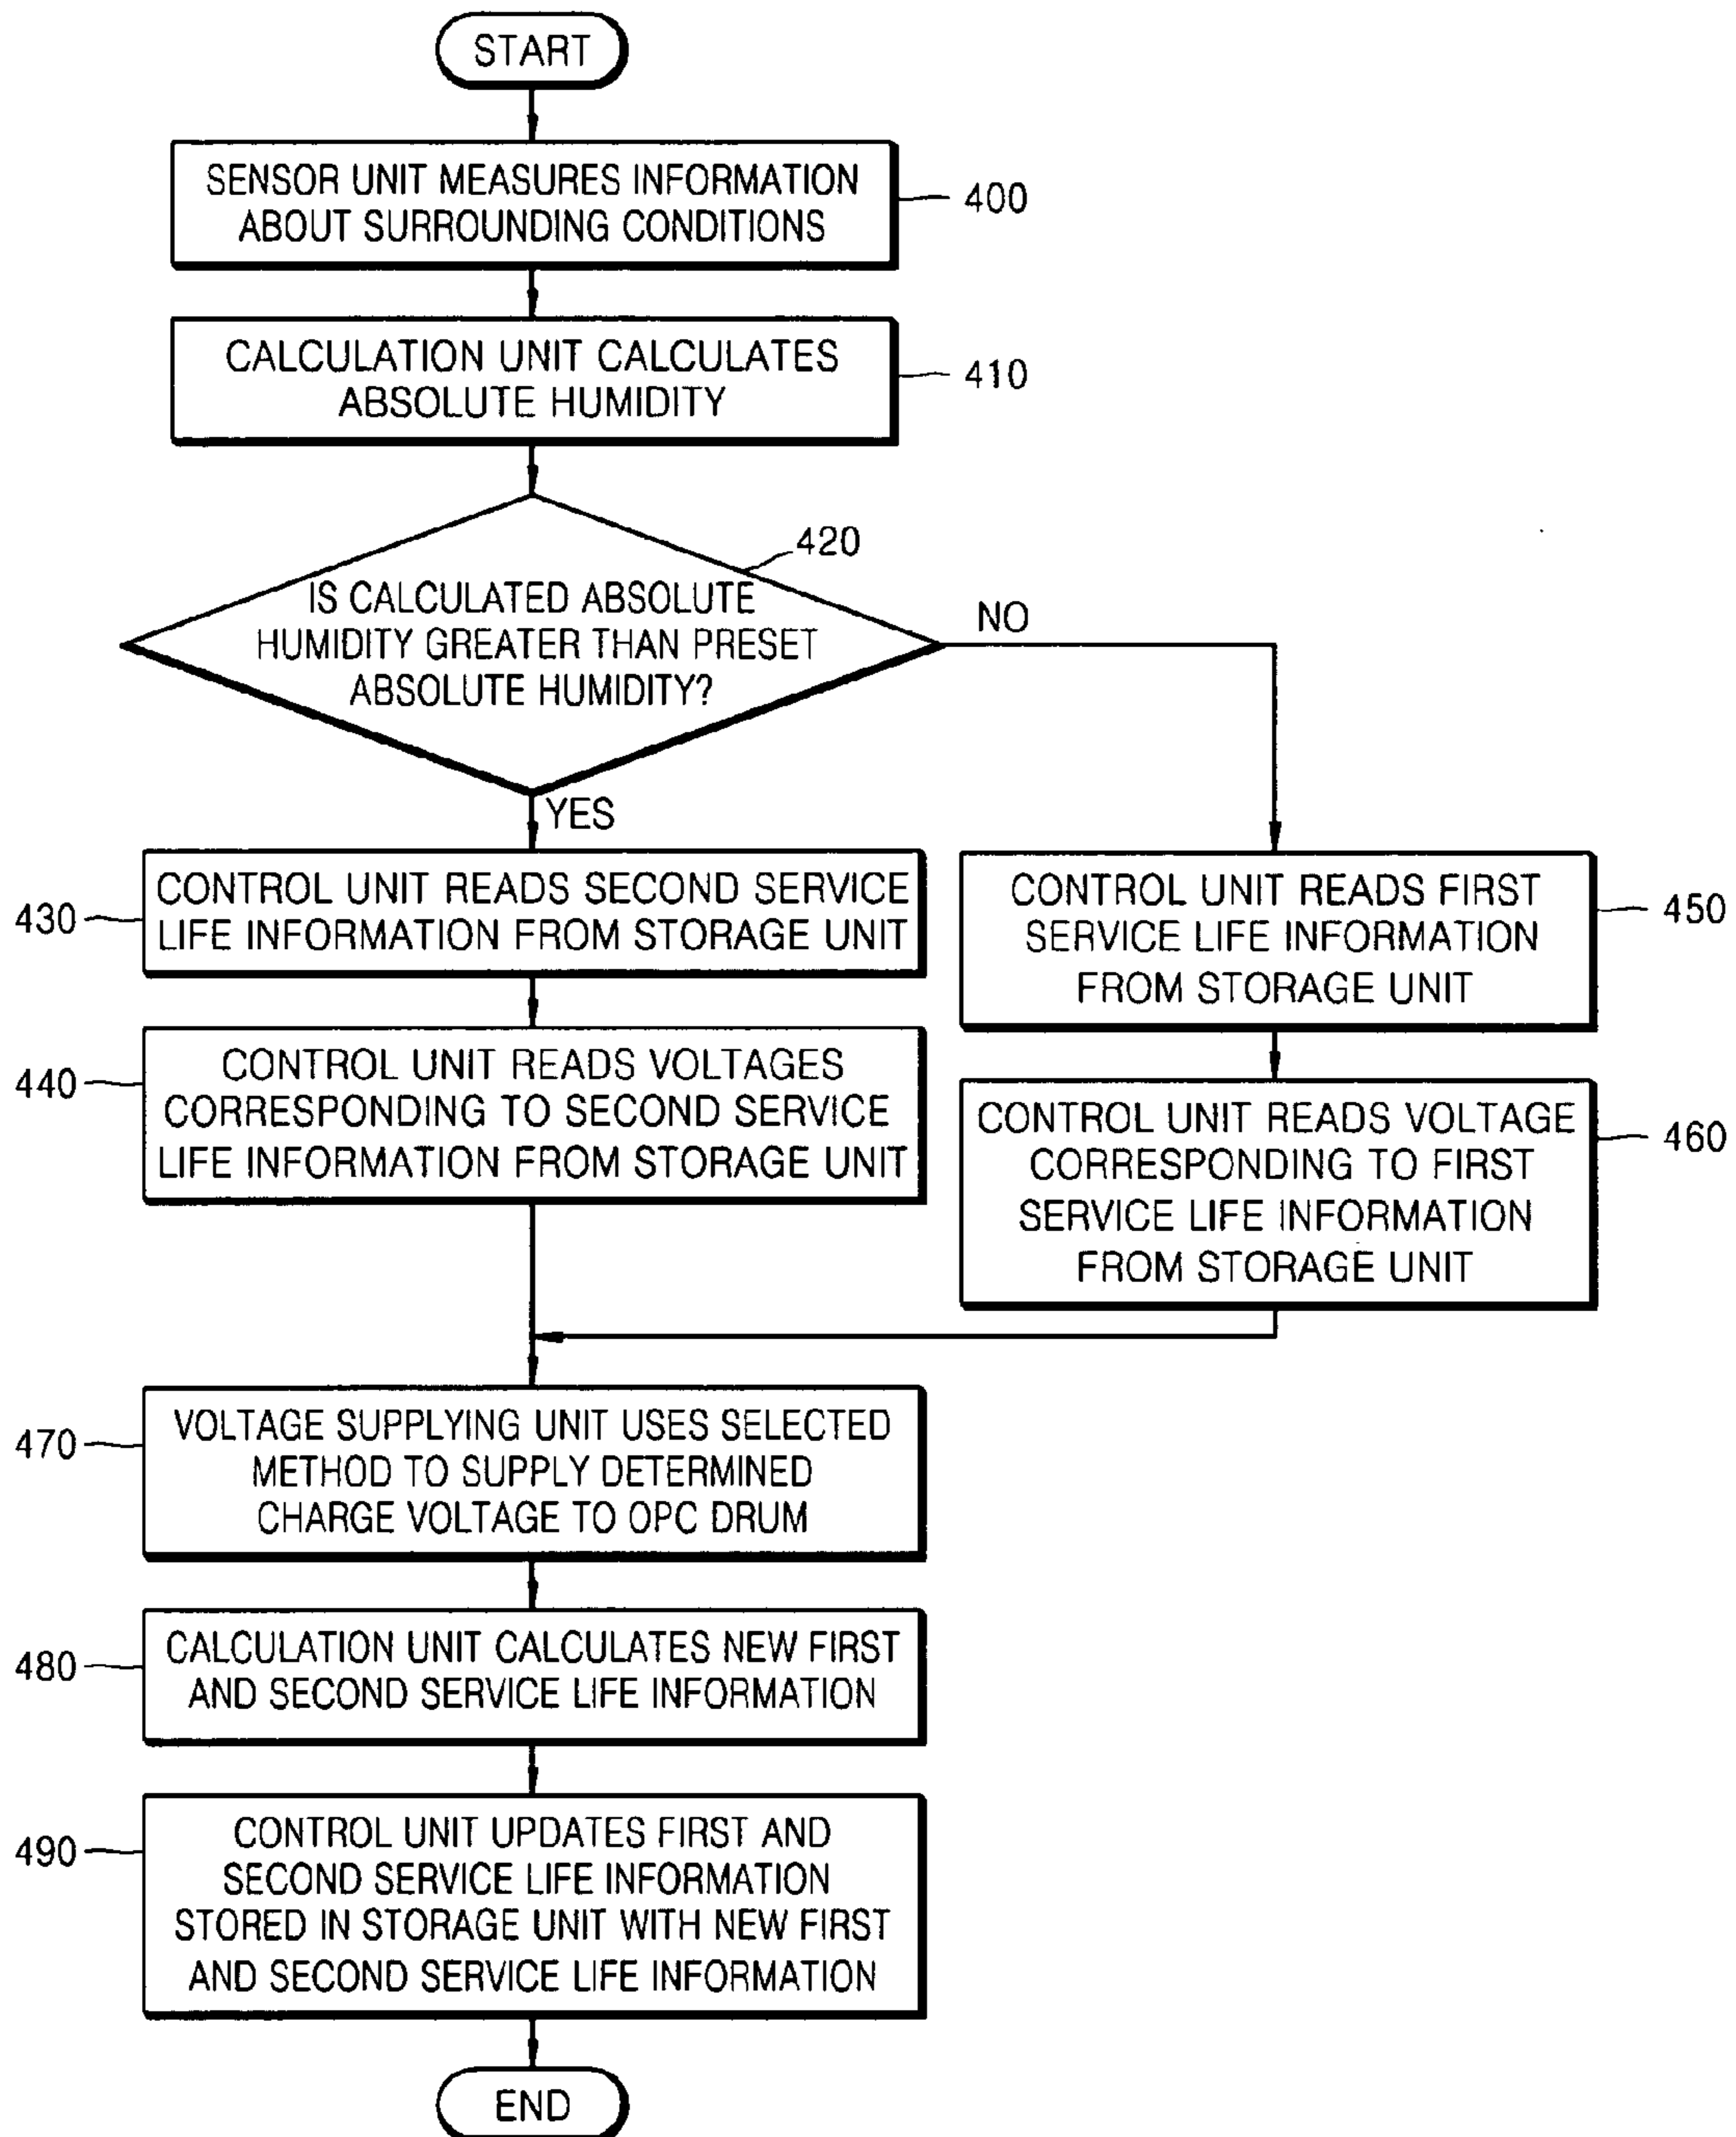 START
SENSOR UNIT MEASURES INFORMATION
ABOUT SURROUNDING CONDITIONS
400
CALCULATION UNIT CALCULATES
ABSOLUTE HUMIDITY
410
420
IS CALCULATED ABSOLUTE
HUMIDITY GREATER THAN PRESET
ABSOLUTE HUMIDITY?
NO
YES
430
CONTROL UNIT READS SECOND SERVICE
LIFE INFORMATION FROM STORAGE UNIT
CONTROL UNIT READS FIRST
SERVICE LIFE INFORMATION
FROM STORAGE UNIT
450
440
CONTROL UNIT READS VOLTAGES
CORRESPONDING TO SECOND SERVICE
LIFE INFORMATION FROM STORAGE UNIT
CONTROL UNIT READS VOLTAGE
CORRESPONDING TO FIRST
SERVICE LIFE INFORMATION
FROM STORAGE UNIT
460
470
VOLTAGE SUPPLYING UNIT USES SELECTED
METHOD TO SUPPLY DETERMINED
CHARGE VOLTAGE TO OPC DRUM
480
CALCULATION UNIT CALCULATES NEW FIRST
AND SECOND SERVICE LIFE INFORMATION
490
CONTROL UNIT UPDATES FIRST AND
SECOND SERVICE LIFE INFORMATION
STORED IN STORAGE UNIT WITH NEW FIRST
AND SECOND SERVICE LIFE INFORMATION
END